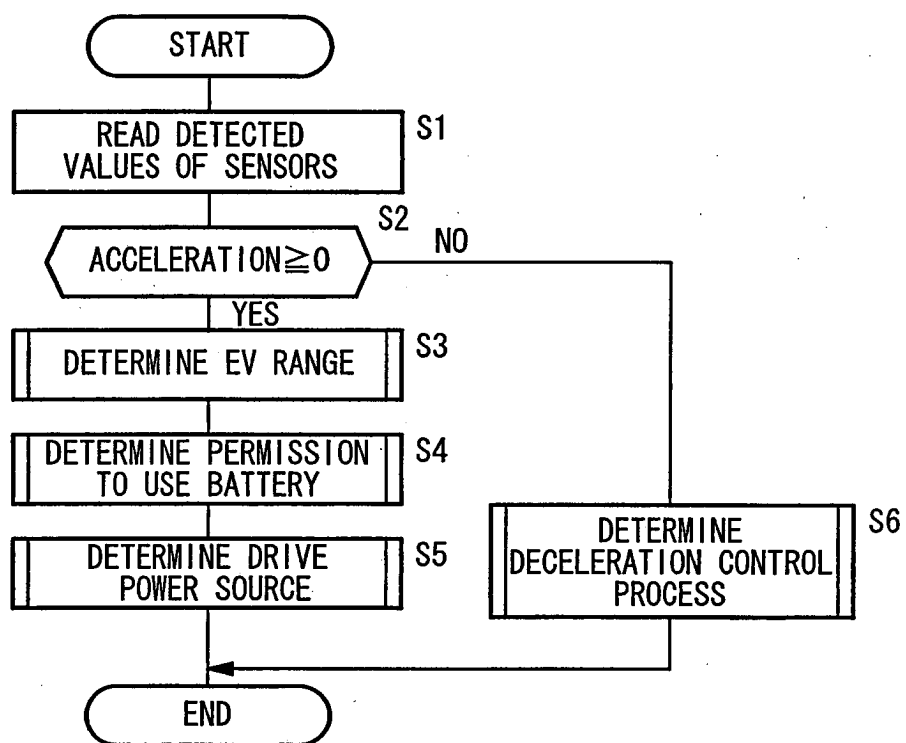 START
READ DETECTED
VALUES OF SENSORS
S1
S2
ACCELERATION≧0
NO
YES
DETERMINE EV RANGE
S3
DETERMINE PERMISSION
TO USE BATTERY
S4
DETERMINE DRIVE
POWER SOURCE
S5
DETERMINE
DECELERATION CONTROL
PROCESS
S6
END